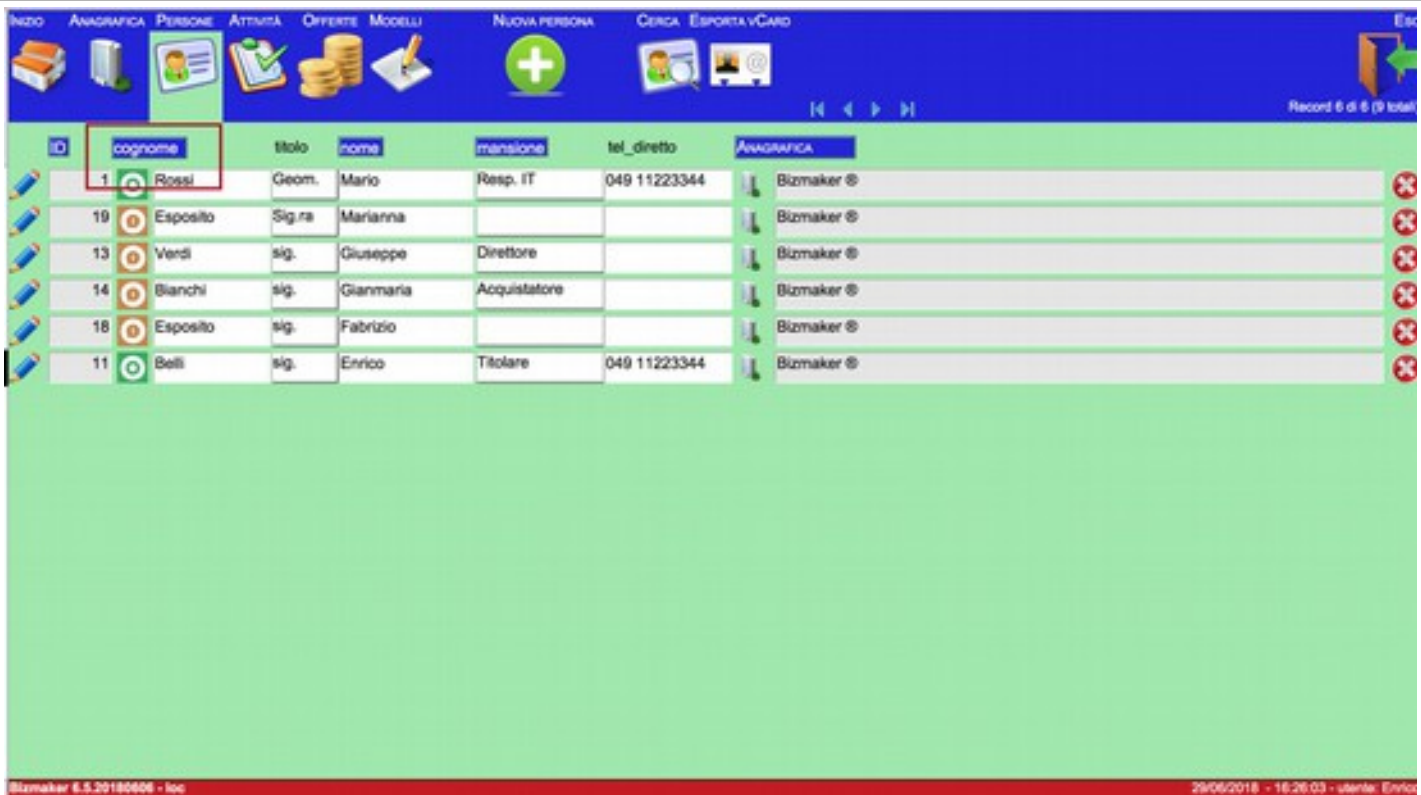 Inizio Anagrafica Persone Attività Offerte Modelli Nuova persona Cerca Esporta vCard Esc
Record 6 di 6 (9 totali
ID cognome titolo nome mansione tel_diretto Anagrafica
1 Rossi Geom. Mario Resp. IT 049 11223344 Bizmaker ®
19 Esposito Sig.ra Marianna Bizmaker ®
13 Verdi sig. Giuseppe Direttore Bizmaker ®
14 Bianchi sig. Gianmaria Acquistatore Bizmaker ®
18 Esposito sig. Fabrizio Bizmaker ®
11 Belli sig. Enrico Titolare 049 11223344 Bizmaker ®
Bizmaker 6.5.20180606 - loc 29/06/2018 - 16:26:03 - utente: Enrico